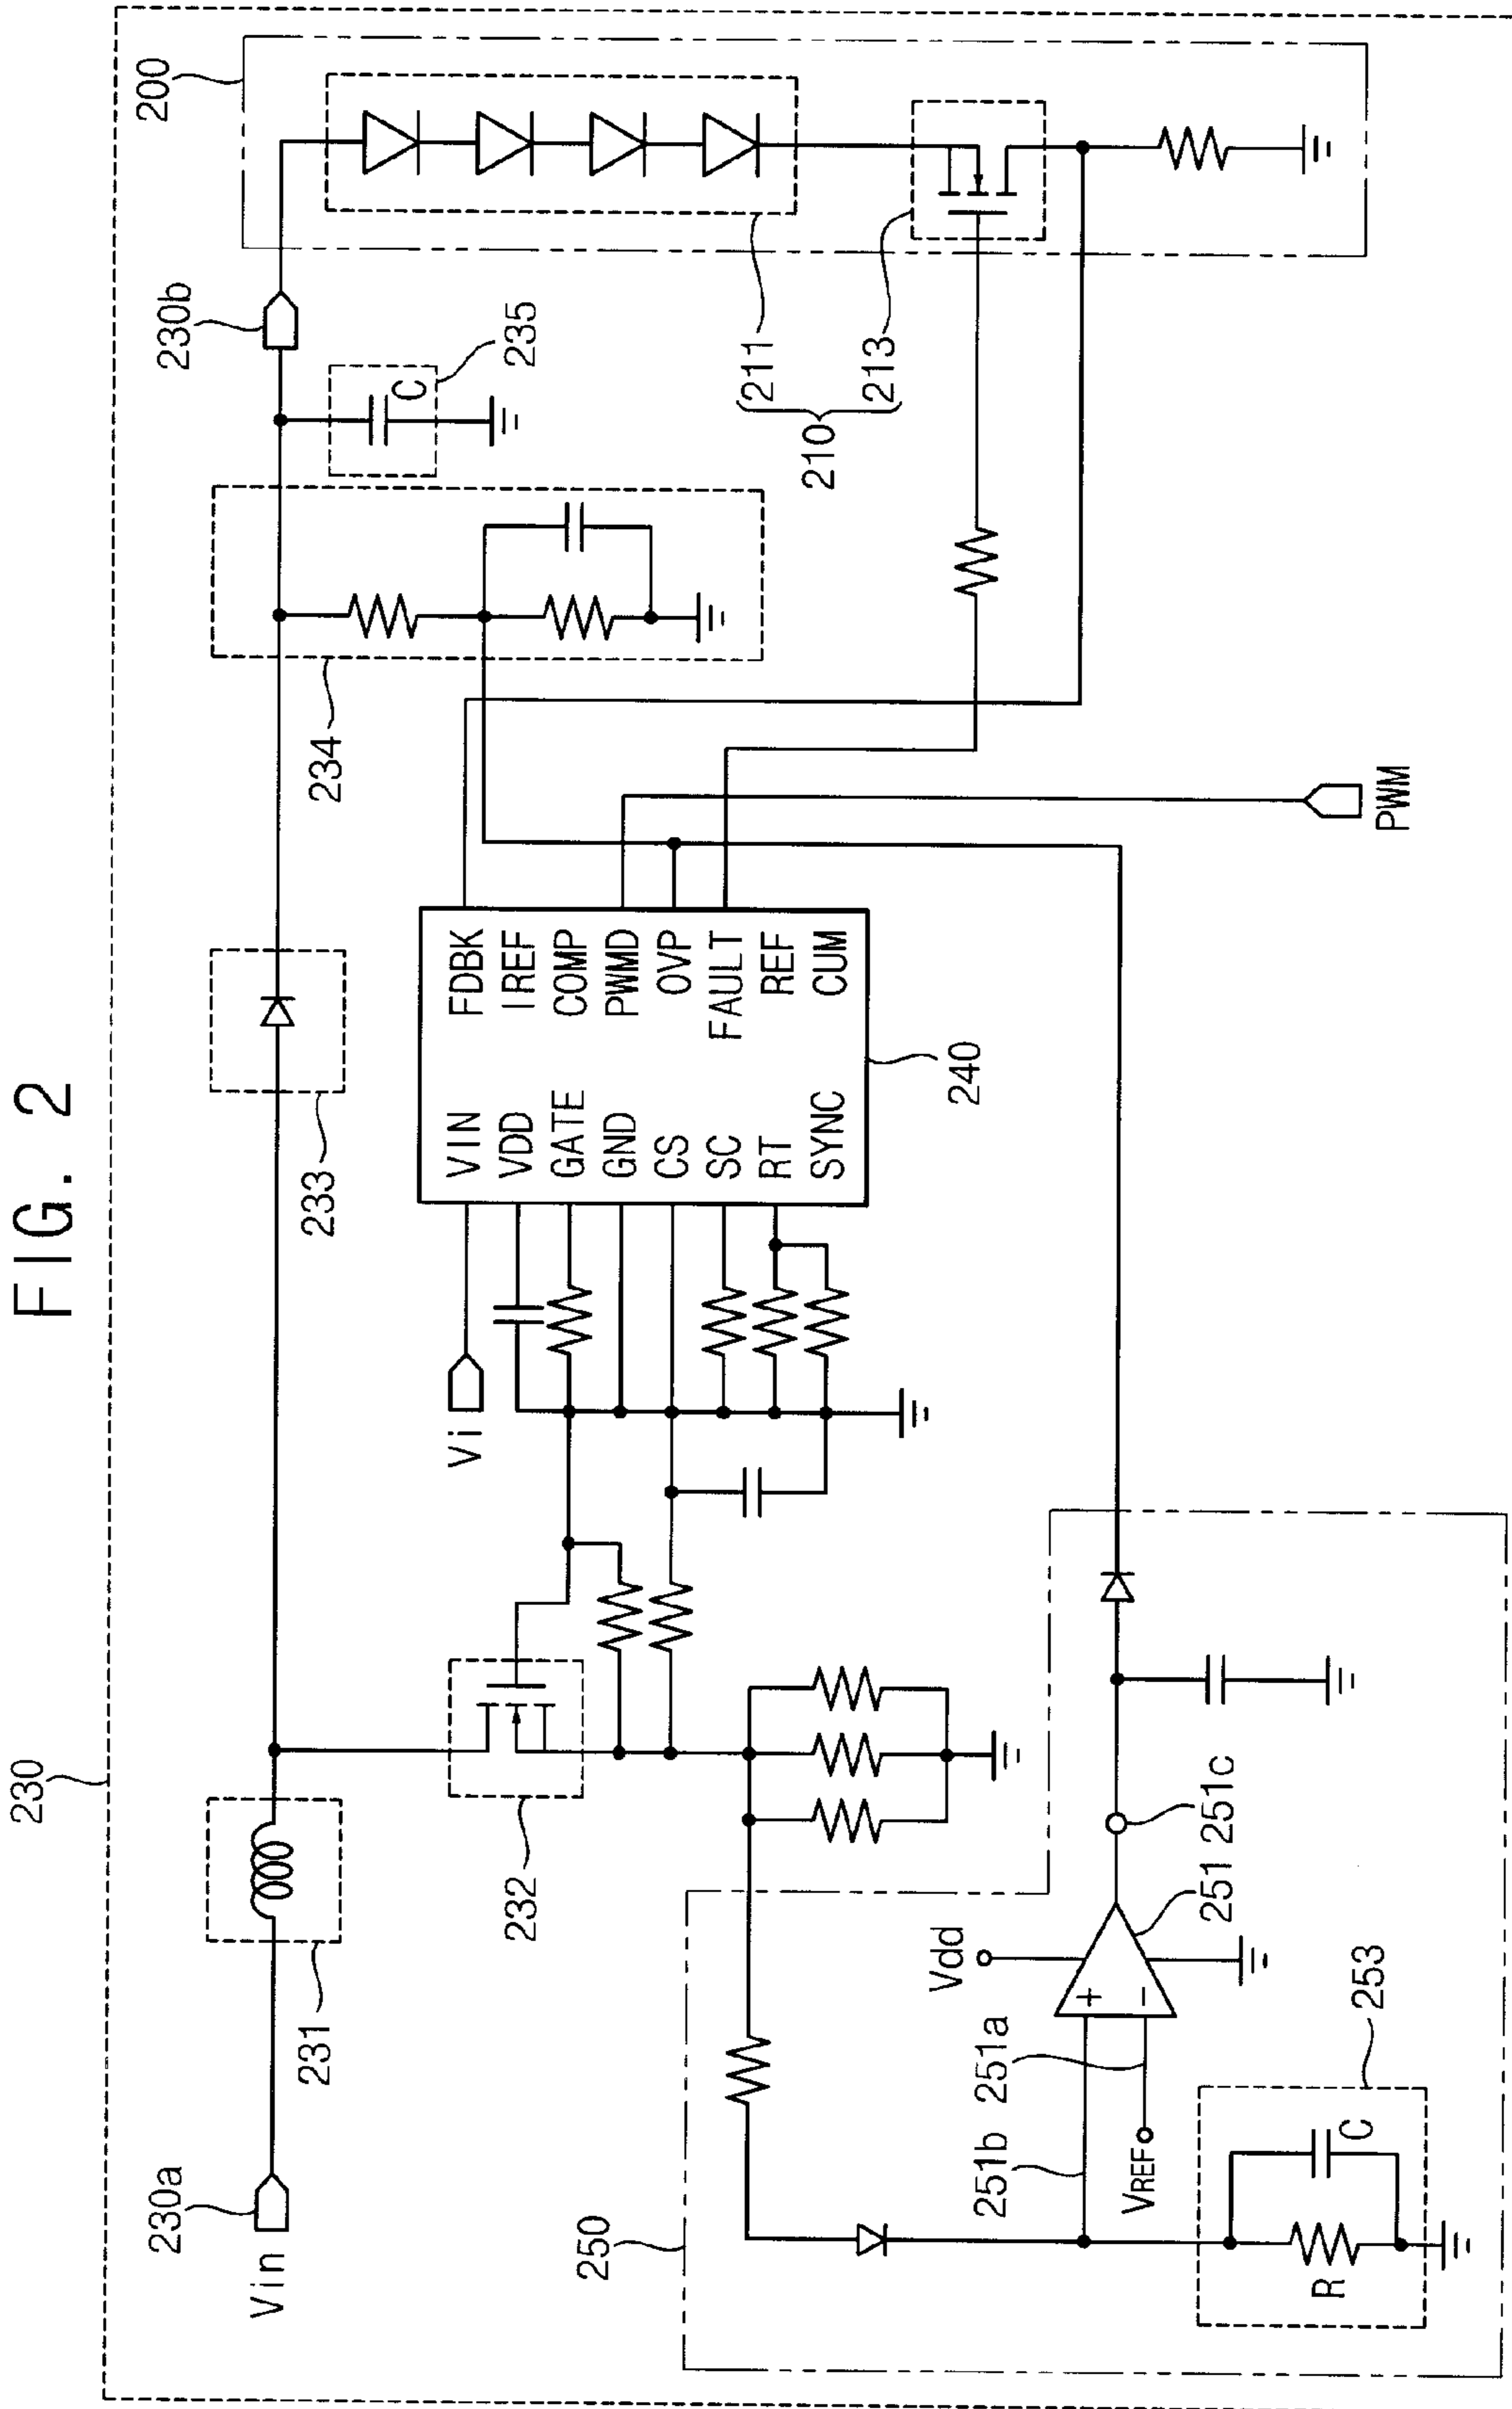 FIG. 2
230
Vin
230a
231
233
234
230b
235
C
200
232
Vi
VIN
VDD
GATE
GND
CS
SC
RT
SYNC
FDBK
IREF
COMP
PWMD
OVP
FAULT
REF
CUM
240
210
211
213
PWM
250
251b
251a
VREF
Vdd
251
251c
253
R
C